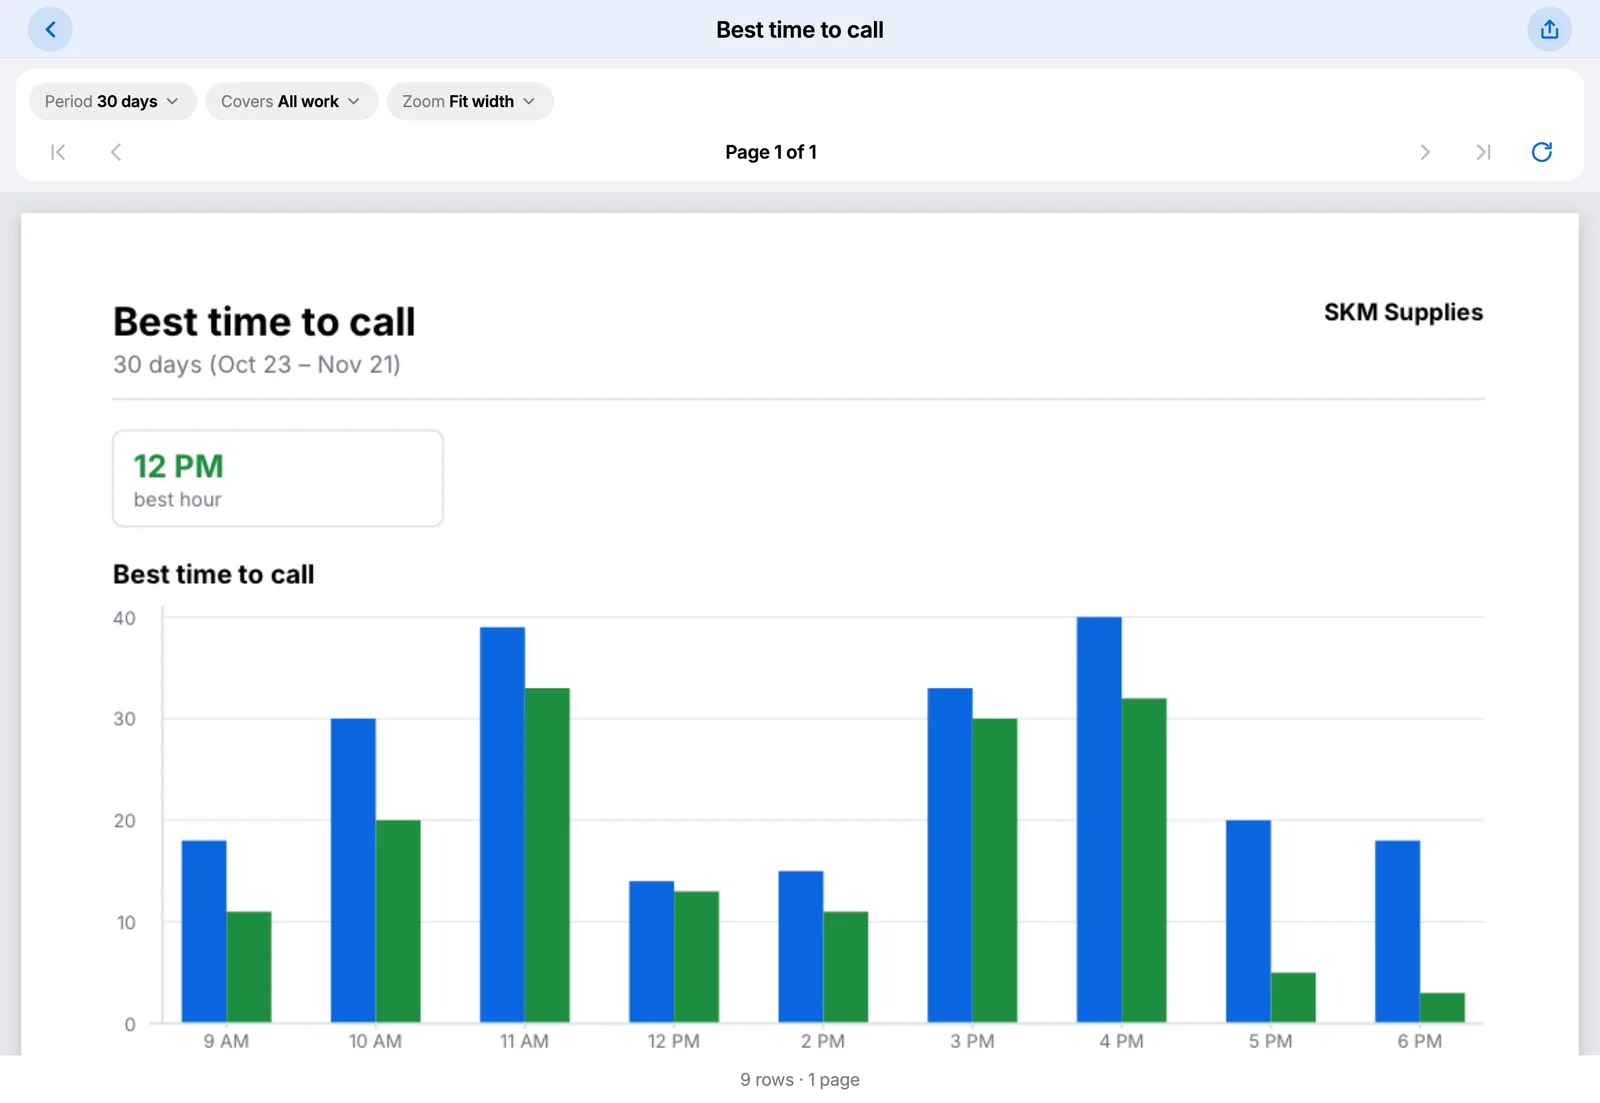 Best time to call
Period 30 days
Covers All work
Zoom Fit width
Page 1 of 1
Best time to call
SKM Supplies
30 days (Oct 23 – Nov 21)
12 PM
best hour
Best time to call
40
30
20
10
0
9 AM 10 AM 11 AM 12 PM 2 PM 3 PM 4 PM 5 PM 6 PM
9 rows · 1 page